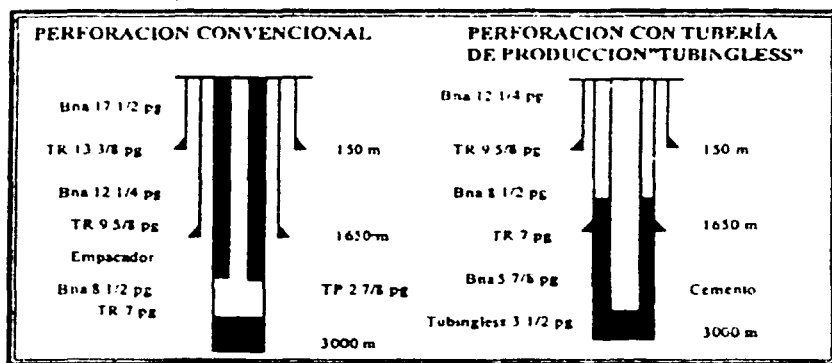 PERFORACION CONVENCIONAL
Bna 17 1/2 pg
TR 13 3/8 pg
150 m
Bna 12 1/4 pg
TR 9 5/8 pg
1650 m
Empacador
Bna 8 1/2 pg
TP 2 7/8 pg
TR 7 pg
3000 m
PERFORACION CON TUBERÍA
DE PRODUCCION"TUBINGLESS"
Bna 12 1/4 pg
TR 9 5/8 pg
150 m
Bna 8 1/2 pg
TR 7 pg
1650 m
Bna 5 7/8 pg
Cemento
Tubingless 3 1/2 pg
3000 m